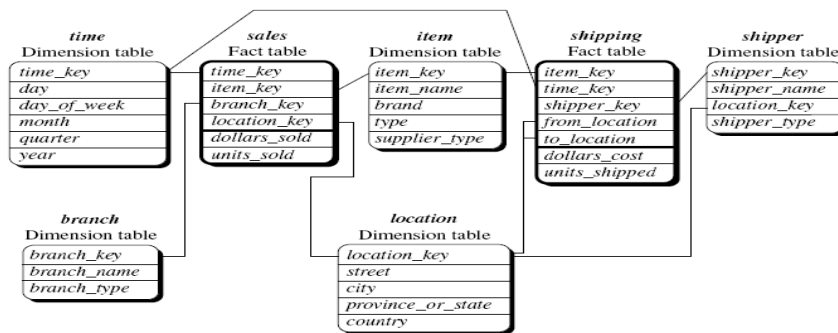 time
Dimension table
time_key
day
day_of_week
month
quarter
year
sales
Fact table
time_key
item_key
branch_key
location_key
dollars_sold
units_sold
item
Dimension table
item_key
item_name
brand
type
supplier_type
shipping
Fact table
item_key
time_key
shipper_key
from_location
to_location
dollars_cost
units_shipped
shipper
Dimension table
shipper_key
shipper_name
location_key
shipper_type
branch
Dimension table
branch_key
branch_name
branch_type
location
Dimension table
location_key
street
city
province_or_state
country